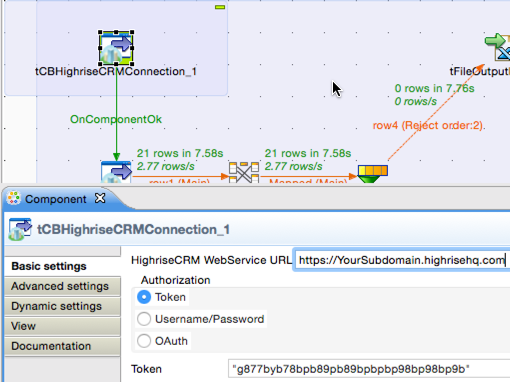 tCBHighriseCRMConnection_1
tFileOutput
0 rows in 7.76s
0 rows/s
OnComponentOk
row4 (Reject order:2).
21 rows in 7.58s
2.77 rows/s
21 rows in 7.58s
2.77 rows/s
row1 (Main)
Mapped (Main)
Component
tCBHighriseCRMConnection_1
Basic settings
Advanced settings
Dynamic settings
View
Documentation
HighriseCRM WebService URL
https://YourSubdomain.highrisehq.com
Authorization
Token
Username/Password
OAuth
Token
"g877byb78bpb89pb89bpbpbp98bp98bp9b"